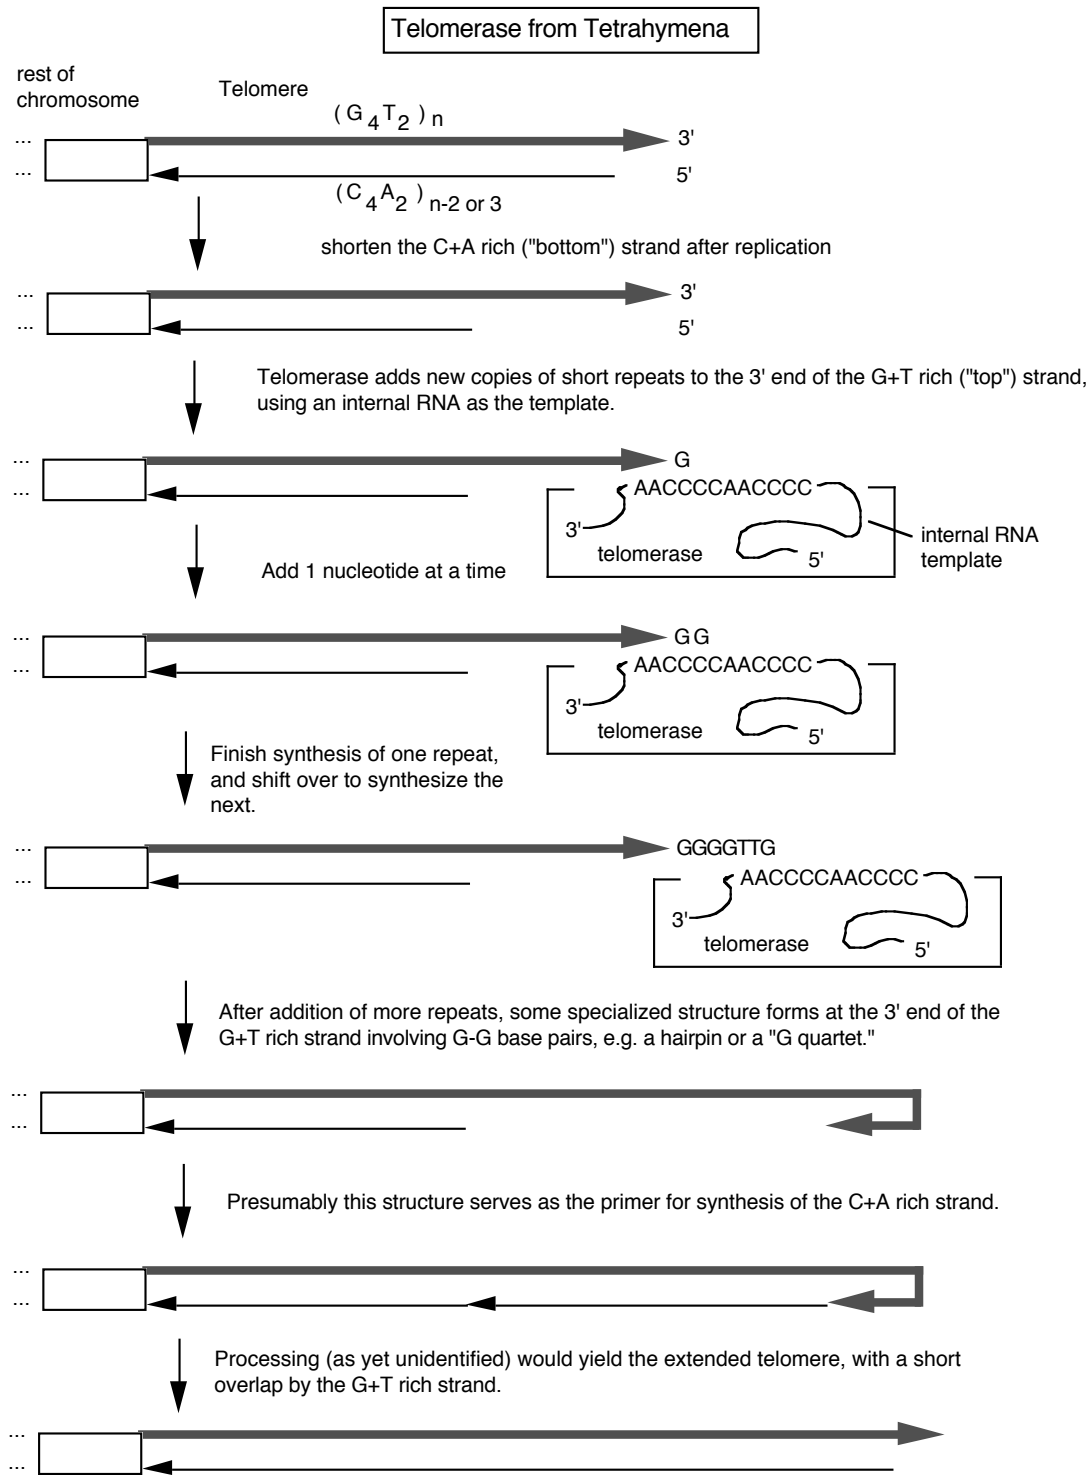 Telomerase from Tetrahymena
rest of
chromosome
Telomere
(G4T2)n
... 3'
... 5'
(C4A2)n-2 or 3
shorten the C+A rich ("bottom") strand after replication
... 3'
... 5'
Telomerase adds new copies of short repeats to the 3' end of the G+T rich ("top") strand,
using an internal RNA as the template.
... G
... AACCCCAACCCC
3'
telomerase
5'
internal RNA
template
Add 1 nucleotide at a time
... GG
... AACCCCAACCCC
3'
telomerase
5'
Finish synthesis of one repeat,
and shift over to synthesize the
next.
... GGGGTTG
... AACCCCAACCCC
3'
telomerase
5'
After addition of more repeats, some specialized structure forms at the 3' end of the
G+T rich strand involving G-G base pairs, e.g. a hairpin or a "G quartet."
...
...
Presumably this structure serves as the primer for synthesis of the C+A rich strand.
...
...
Processing (as yet unidentified) would yield the extended telomere, with a short
overlap by the G+T rich strand.
...
...